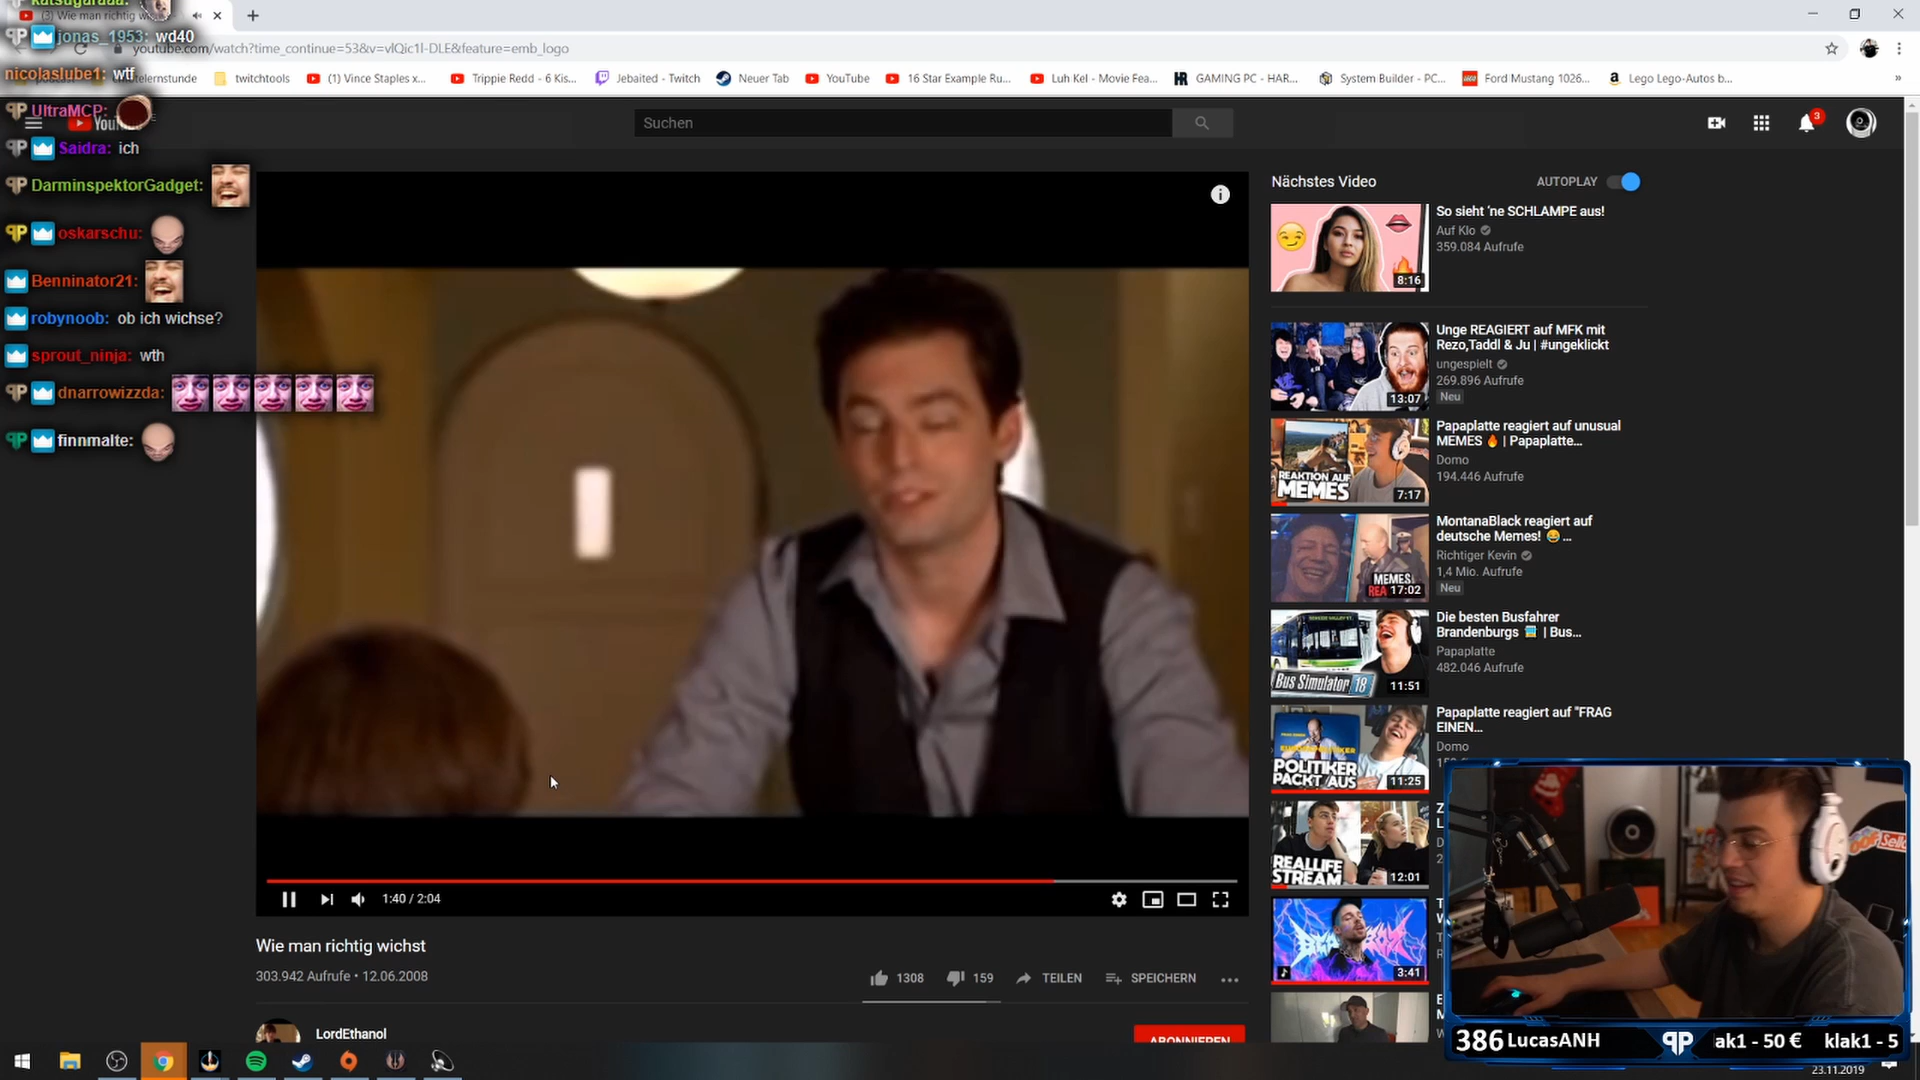 katsugaraaa:
(3) Wie man richtig wi
jonas_1953: wd40
youtube.com/watch?time_continue=53&v=vlQic1l-DLE&feature=emb_logo
nicolaslube1: wtf
telernstunde
twitchtools
(1) Vince Staples x...
Trippie Redd - 6 Kis...
Jebaited - Twitch
Neuer Tab
YouTube
16 Star Example Ru...
Luh Kel - Movie Fea...
GAMING PC - HAR...
System Builder - PC...
Ford Mustang 1026...
Lego Lego-Autos b...
UltraMCP:
Suchen
3
Saidra: ich
DarminspektorGadget:
oskarschu:
Benninator21:
robynoob: ob ich wichse?
sprout_ninja: wth
dnarrowizzda:
finnmalte:
Nächstes Video
AUTOPLAY
So sieht 'ne SCHLAMPE aus!
Auf Klo
359.084 Aufrufe
8:16
Unge REAGIERT auf MFK mit
Rezo,Taddl & Ju | #ungeklickt
ungespielt
269.896 Aufrufe
Neu
13:07
Papaplatte reagiert auf unusual
MEMES 🔥 | Papaplatte...
Domo
194.446 Aufrufe
REAKTION AUF
MEMES
7:17
MontanaBlack reagiert auf
deutsche Memes! 😂 ...
Richtiger Kevin
1,4 Mio. Aufrufe
Neu
MEMES
REA
17:02
Die besten Busfahrer
Brandenburgs 🚍 | Bus...
Papaplatte
482.046 Aufrufe
Bus Simulator 18
11:51
Papaplatte reagiert auf "FRAG
EINEN...
Domo
POLITIKER
PACKT AUS
11:25
REALLIFE
STREAM
12:01
3:41
1:40 / 2:04
Wie man richtig wichst
303.942 Aufrufe • 12.06.2008
1308
159
TEILEN
SPEICHERN
LordEthanol
ABONNIEREN
386 LucasANH
PP
ak1 - 50 €
klak1 - 5
23.11.2019